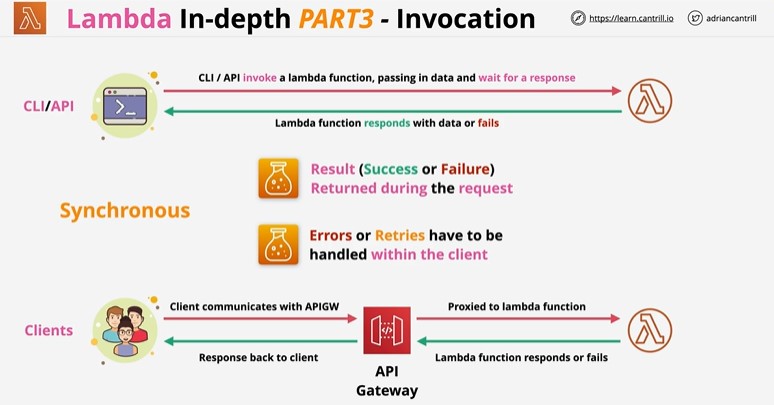 Lambda In-depth PART3 - Invocation
https://learn.cantrill.io
adriancantrill
CLI / API invoke a lambda function, passing in data and wait for a response
CLI/API
Lambda function responds with data or fails
Result (Success or Failure)
Returned during the request
Synchronous
Errors or Retries have to be
handled within the client
Client communicates with APIGW
Proxied to lambda function
Clients
Response back to client
Lambda function responds or fails
API
Gateway